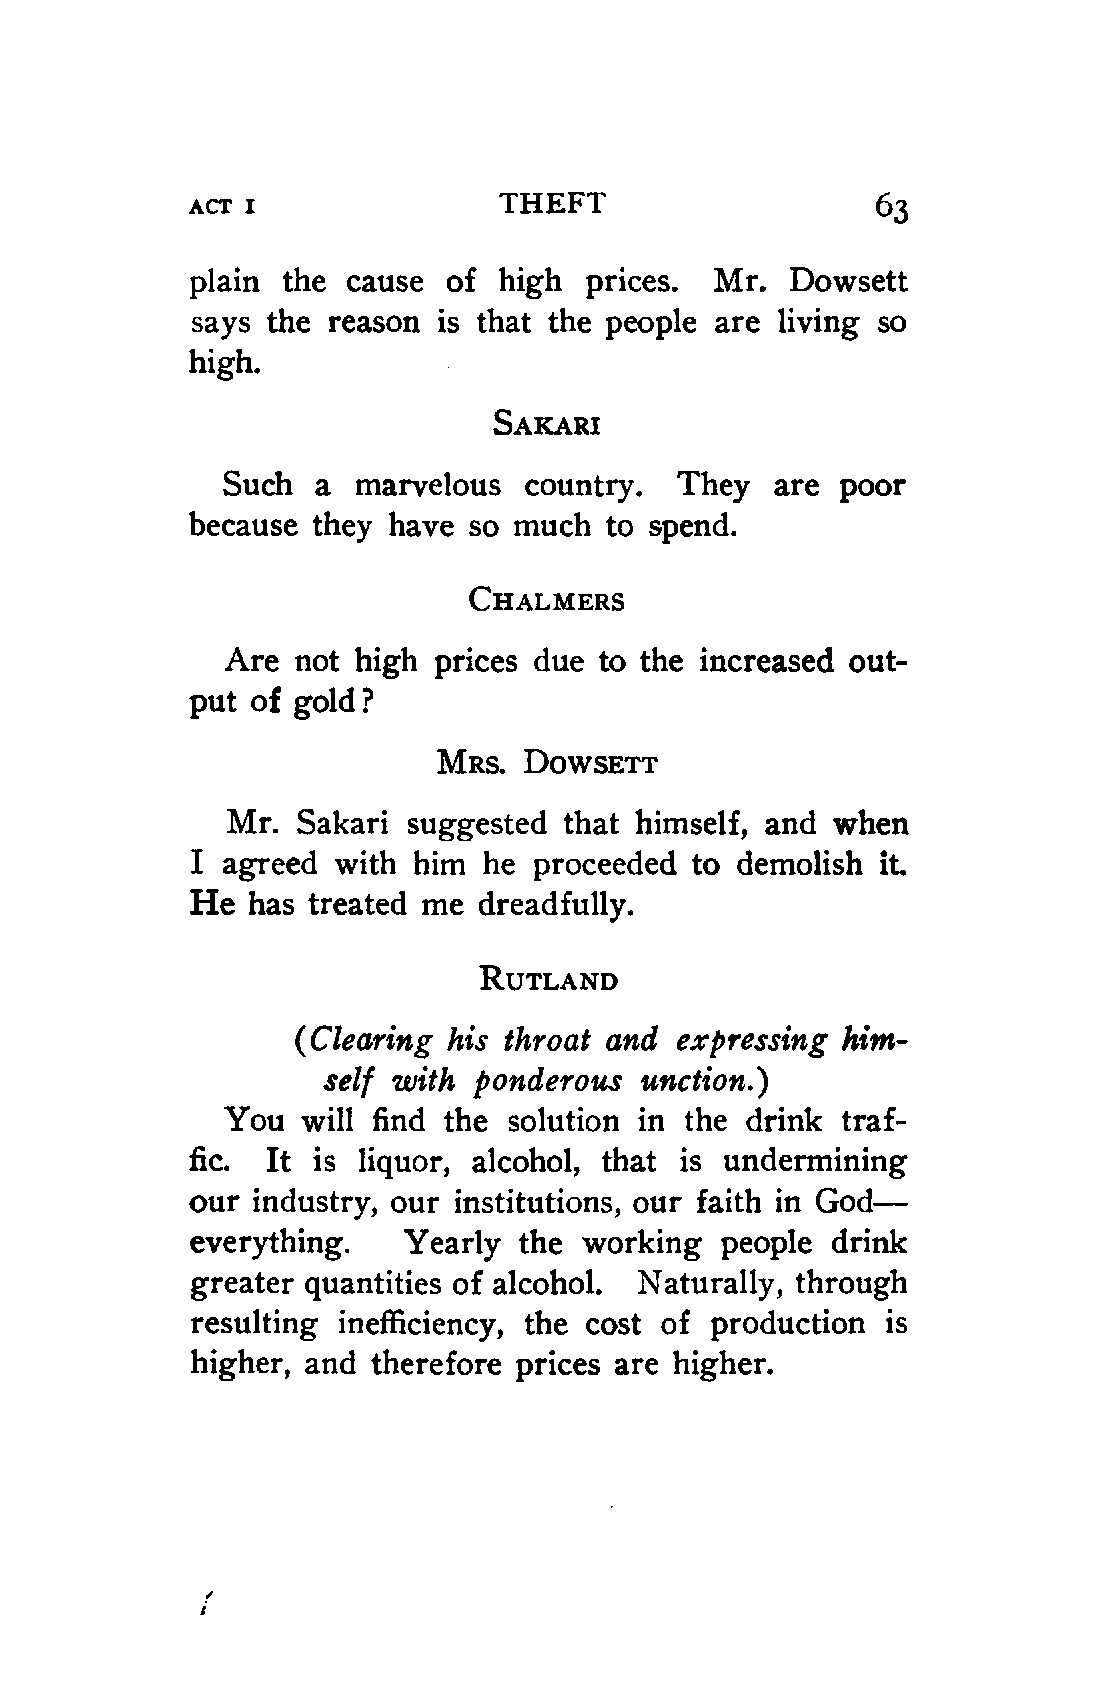 ACT I THEFT 63
plain the cause of high prices. Mr. Dowsett
says the reason is that the people are living so
high.
SAKARI
Such a marvelous country. They are poor
because they have so much to spend.
CHALMERS
Are not high prices due to the increased out-
put of gold?
MRS. DOWSETT
Mr. Sakari suggested that himself, and when
I agreed with him he proceeded to demolish it.
He has treated me dreadfully.
RUTLAND
(Clearing his throat and expressing him-
self with ponderous unction.)
You will find the solution in the drink traf-
fic. It is liquor, alcohol, that is undermining
our industry, our institutions, our faith in God—
everything. Yearly the working people drink
greater quantities of alcohol. Naturally, through
resulting inefficiency, the cost of production is
higher, and therefore prices are higher.